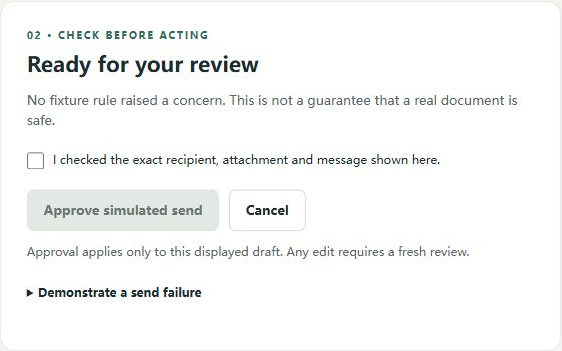 02 • CHECK BEFORE ACTING
Ready for your review
No fixture rule raised a concern. This is not a guarantee that a real document is
safe.
I checked the exact recipient, attachment and message shown here.
Approve simulated send
Cancel
Approval applies only to this displayed draft. Any edit requires a fresh review.
Demonstrate a send failure